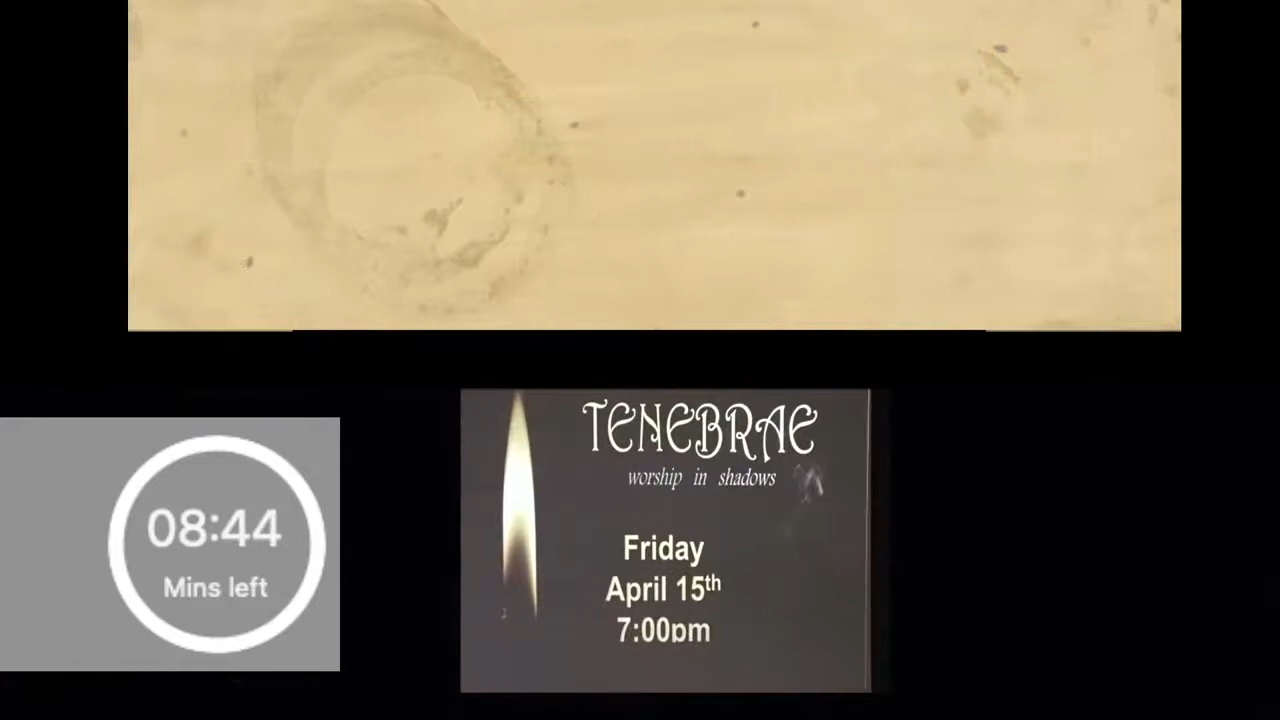 08:44
Mins left
TENEBRAE
worship in shadows
Friday
April 15th
7:00pm